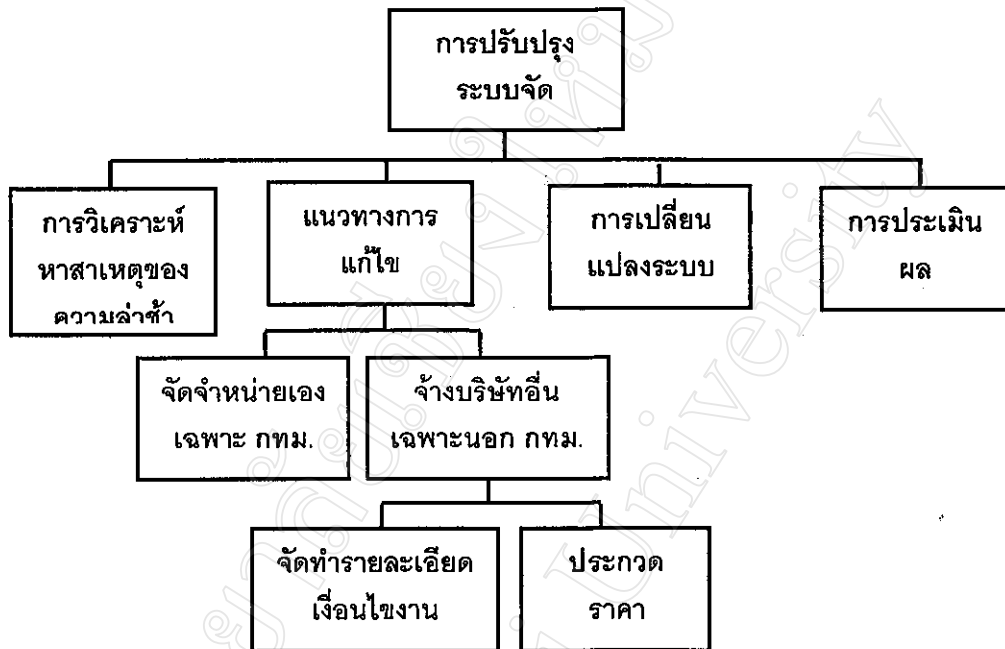 การปรับปรุง
ระบบจัด
การวิเคราะห์
หาสาเหตุของ
ความล่าช้า
แนวทางการ
แก้ไข
การเปลี่ยน
แปลงระบบ
การประเมิน
ผล
จัดจำหน่ายเอง
เฉพาะ กทม.
จ้างบริษัทอื่น
เฉพาะนอก กทม.
จัดทำรายละเอียด
เงื่อนไขงาน
ประกวด
ราคา
University